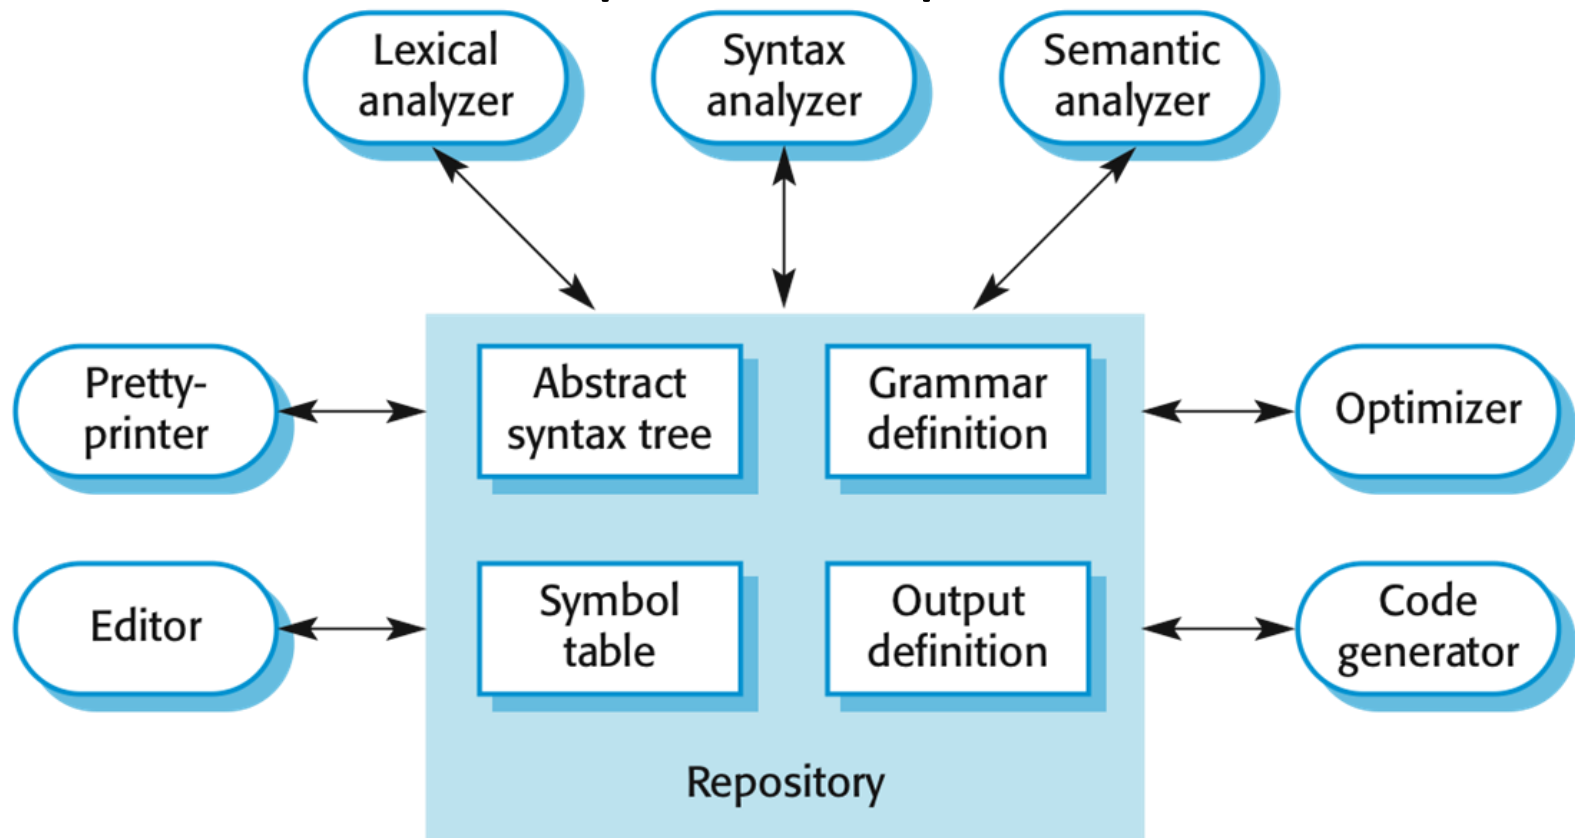 Lexical
analyzer
Syntax
analyzer
Semantic
analyzer
Pretty-
printer
Abstract
syntax tree
Grammar
definition
Optimizer
Editor
Symbol
table
Output
definition
Code
generator
Repository